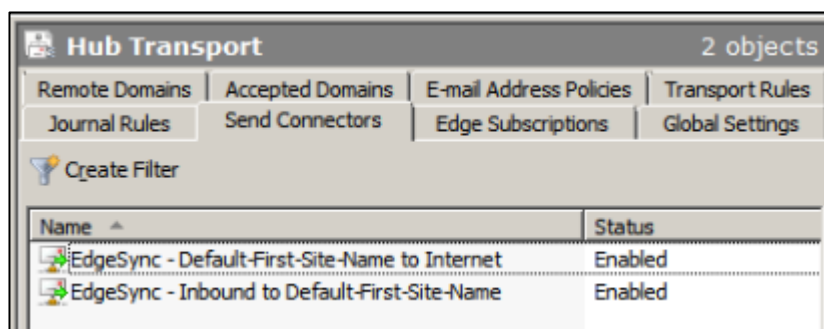 Hub Transport 2 objects
Remote Domains Accepted Domains E-mail Address Policies Transport Rules
Journal Rules Send Connectors Edge Subscriptions Global Settings
Create Filter
Name Status
EdgeSync - Default-First-Site-Name to Internet Enabled
EdgeSync - Inbound to Default-First-Site-Name Enabled